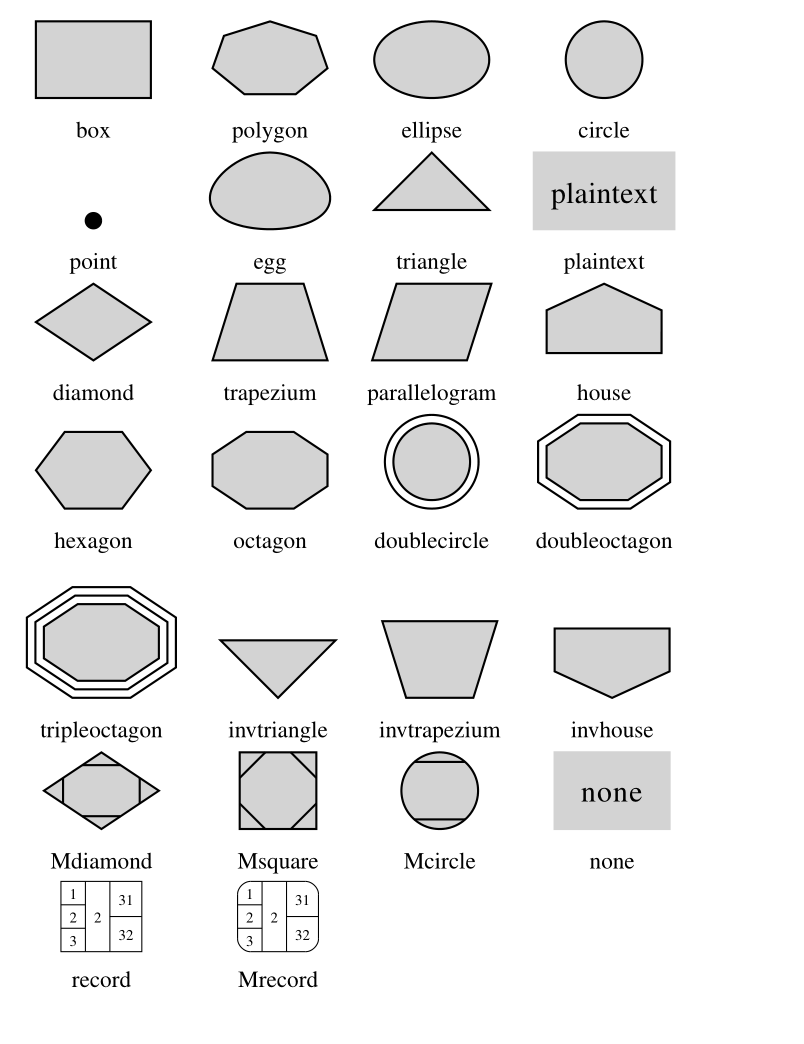 box polygon ellipse circle
plaintext
point egg triangle plaintext
diamond trapezium parallelogram house
hexagon octagon doublecircle doubleoctagon
tripleoctagon invtriangle invtrapezium invhouse
none
Mdiamond Msquare Mcircle none
1 31 1 31
2 2 2 2
3 32 3 32
record Mrecord